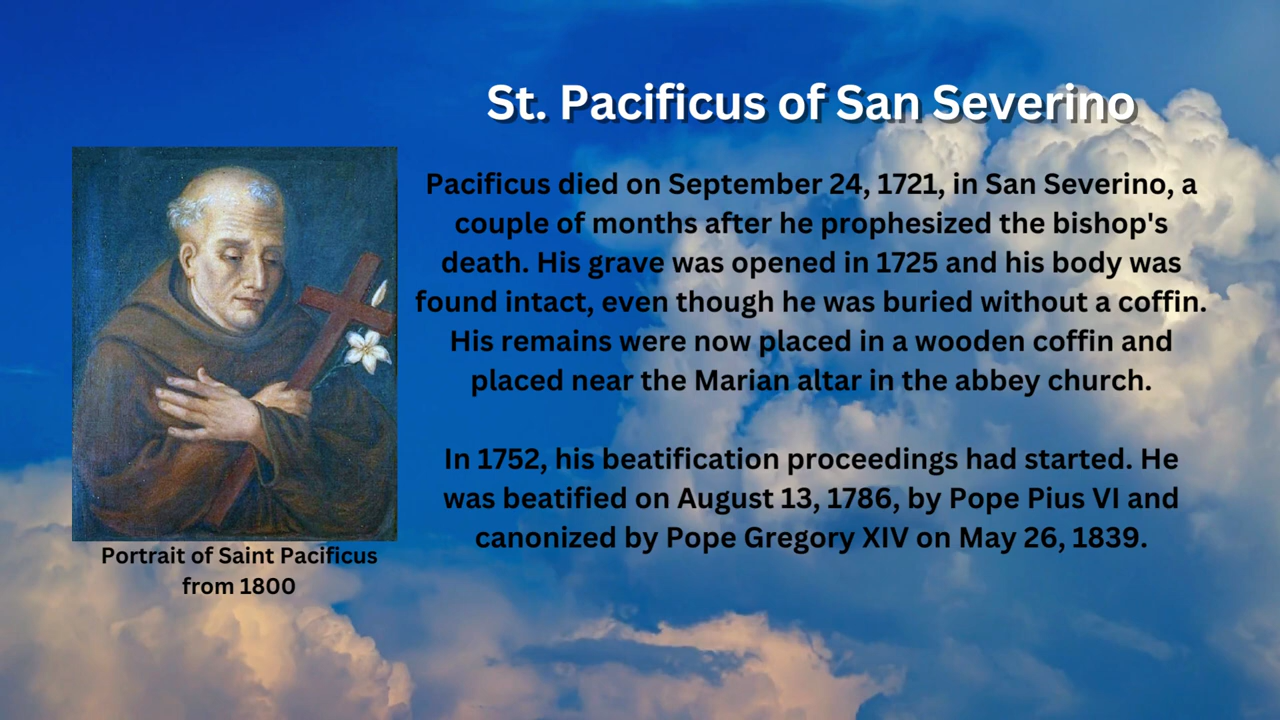 St. Pacificus of San Severino
Pacificus died on September 24, 1721, in San Severino, a
couple of months after he prophesized the bishop's
death. His grave was opened in 1725 and his body was
found intact, even though he was buried without a coffin.
His remains were now placed in a wooden coffin and
placed near the Marian altar in the abbey church.
In 1752, his beatification proceedings had started. He
was beatified on August 13, 1786, by Pope Pius VI and
canonized by Pope Gregory XIV on May 26, 1839.
Portrait of Saint Pacificus
from 1800